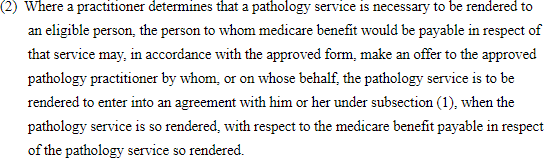 (2) Where a practitioner determines that a pathology service is necessary to be rendered to
an eligible person, the person to whom medicare benefit would be payable in respect of
that service may, in accordance with the approved form, make an offer to the approved
pathology practitioner by whom, or on whose behalf, the pathology service is to be
rendered to enter into an agreement with him or her under subsection (1), when the
pathology service is so rendered, with respect to the medicare benefit payable in respect
of the pathology service so rendered.